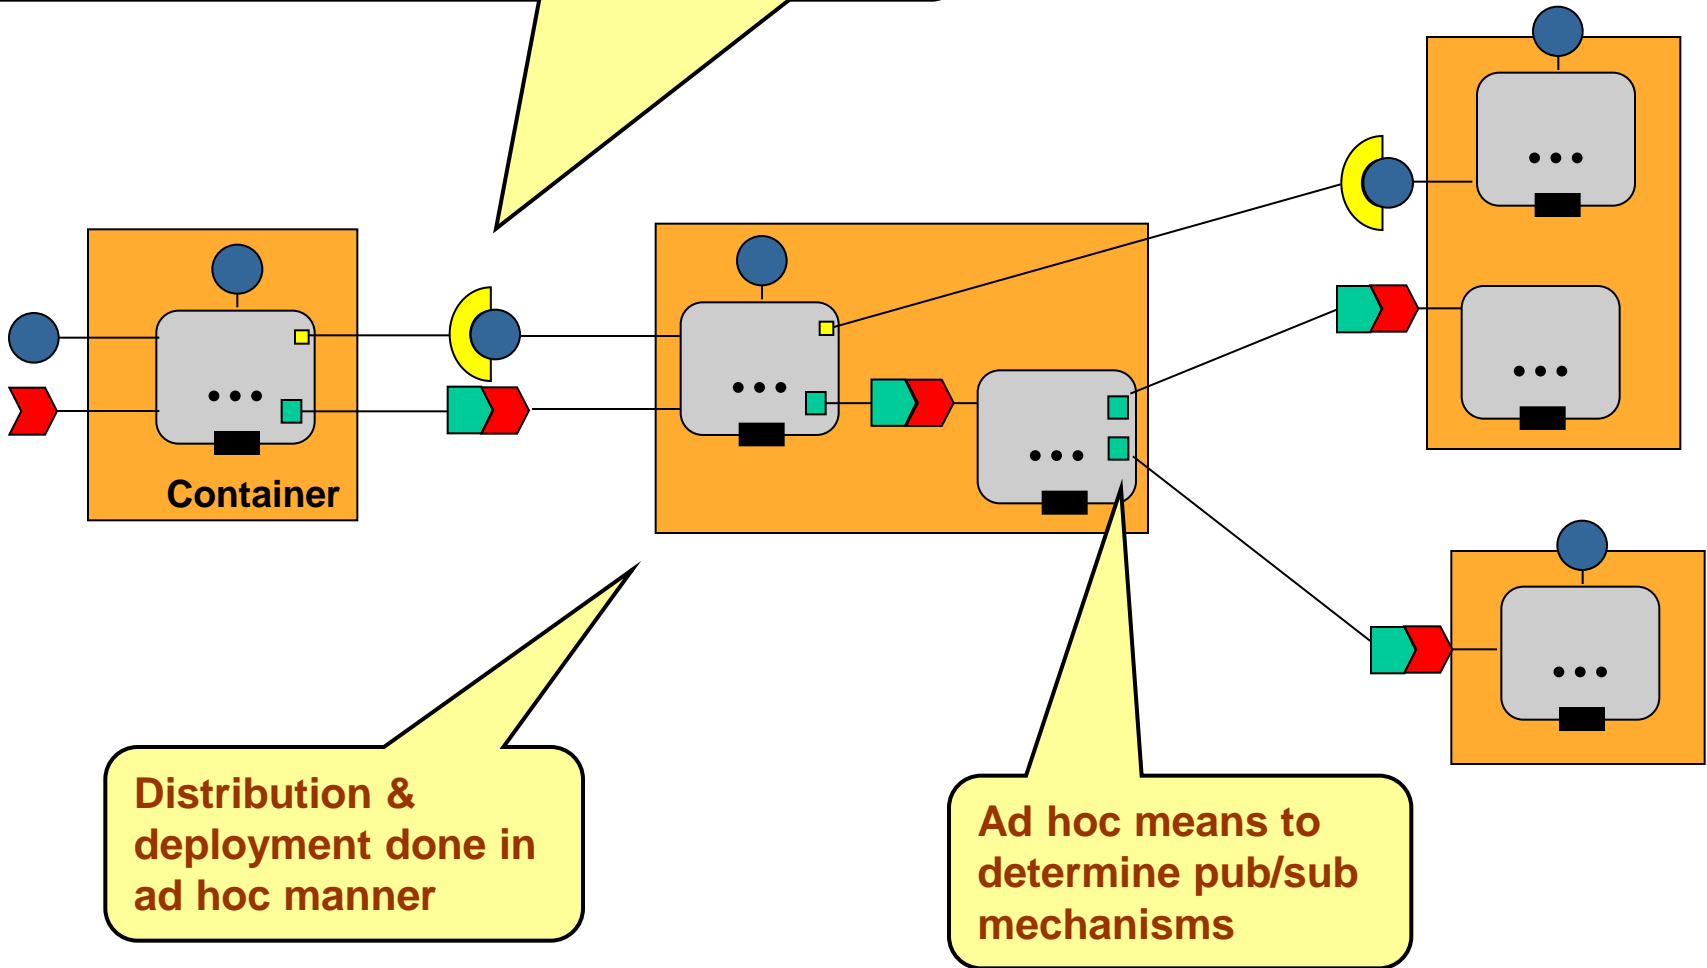 Container
Distribution &
deployment done in
ad hoc manner
Ad hoc means to
determine pub/sub
mechanisms